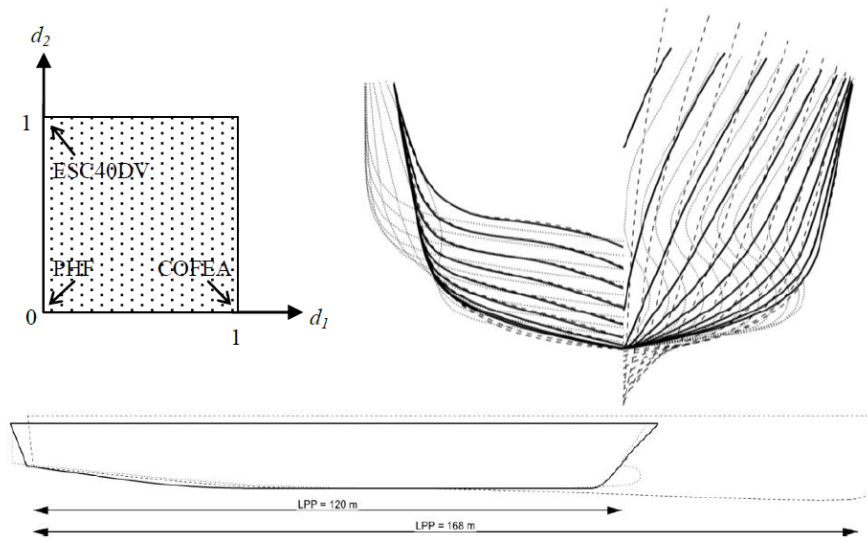 d2
1
ESC40DV
PHF COFEA
0
1
d1
LPP = 120 m
LPP = 168 m